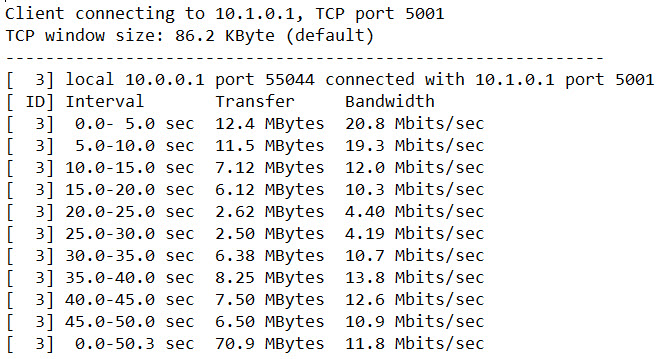 Client connecting to 10.1.0.1, TCP port 5001
TCP window size: 86.2 KByte (default)
------------------------------------------------------------
[  3] local 10.0.0.1 port 55044 connected with 10.1.0.1 port 5001
[ ID] Interval       Transfer     Bandwidth
[  3]  0.0- 5.0 sec  12.4 MBytes  20.8 Mbits/sec
[  3]  5.0-10.0 sec  11.5 MBytes  19.3 Mbits/sec
[  3] 10.0-15.0 sec  7.12 MBytes  12.0 Mbits/sec
[  3] 15.0-20.0 sec  6.12 MBytes  10.3 Mbits/sec
[  3] 20.0-25.0 sec  2.62 MBytes  4.40 Mbits/sec
[  3] 25.0-30.0 sec  2.50 MBytes  4.19 Mbits/sec
[  3] 30.0-35.0 sec  6.38 MBytes  10.7 Mbits/sec
[  3] 35.0-40.0 sec  8.25 MBytes  13.8 Mbits/sec
[  3] 40.0-45.0 sec  7.50 MBytes  12.6 Mbits/sec
[  3] 45.0-50.0 sec  6.50 MBytes  10.9 Mbits/sec
[  3]  0.0-50.3 sec  70.9 MBytes  11.8 Mbits/sec